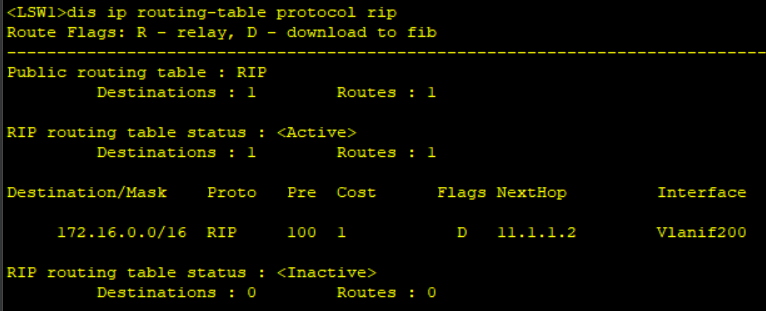 <LSW1>dis ip routing-table protocol rip
Route Flags: R - relay, D - download to fib
------------------------------------------------------------------------------
Public routing table : RIP
         Destinations : 1        Routes : 1

RIP routing table status : <Active>
         Destinations : 1        Routes : 1

Destination/Mask    Proto   Pre  Cost      Flags NextHop         Interface

     172.16.0.0/16  RIP     100  1           D   11.1.1.2        Vlanif200

RIP routing table status : <Inactive>
         Destinations : 0        Routes : 0